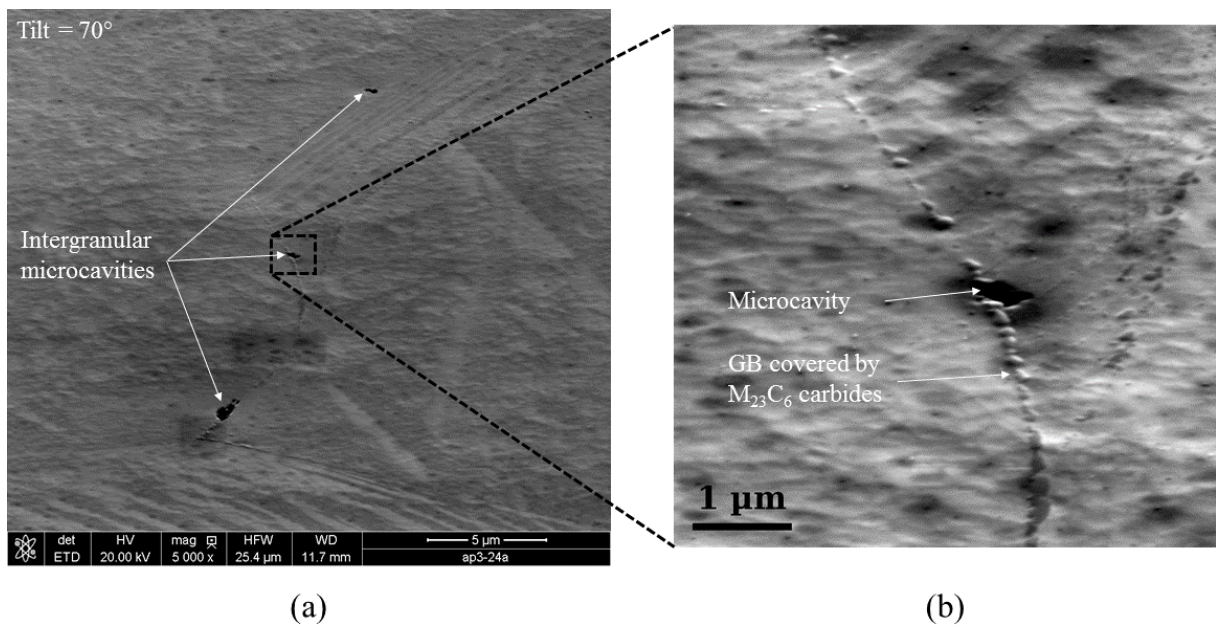 Tilt = 70°
Intergranular
microcavities
Microcavity
GB covered by
M₂₃C₆ carbides
1 µm
det HV mag HFW WD 5 µm
ETD 20.00 kV 5 000 x 25.4 µm 11.7 mm ap3-24a
(a) (b)